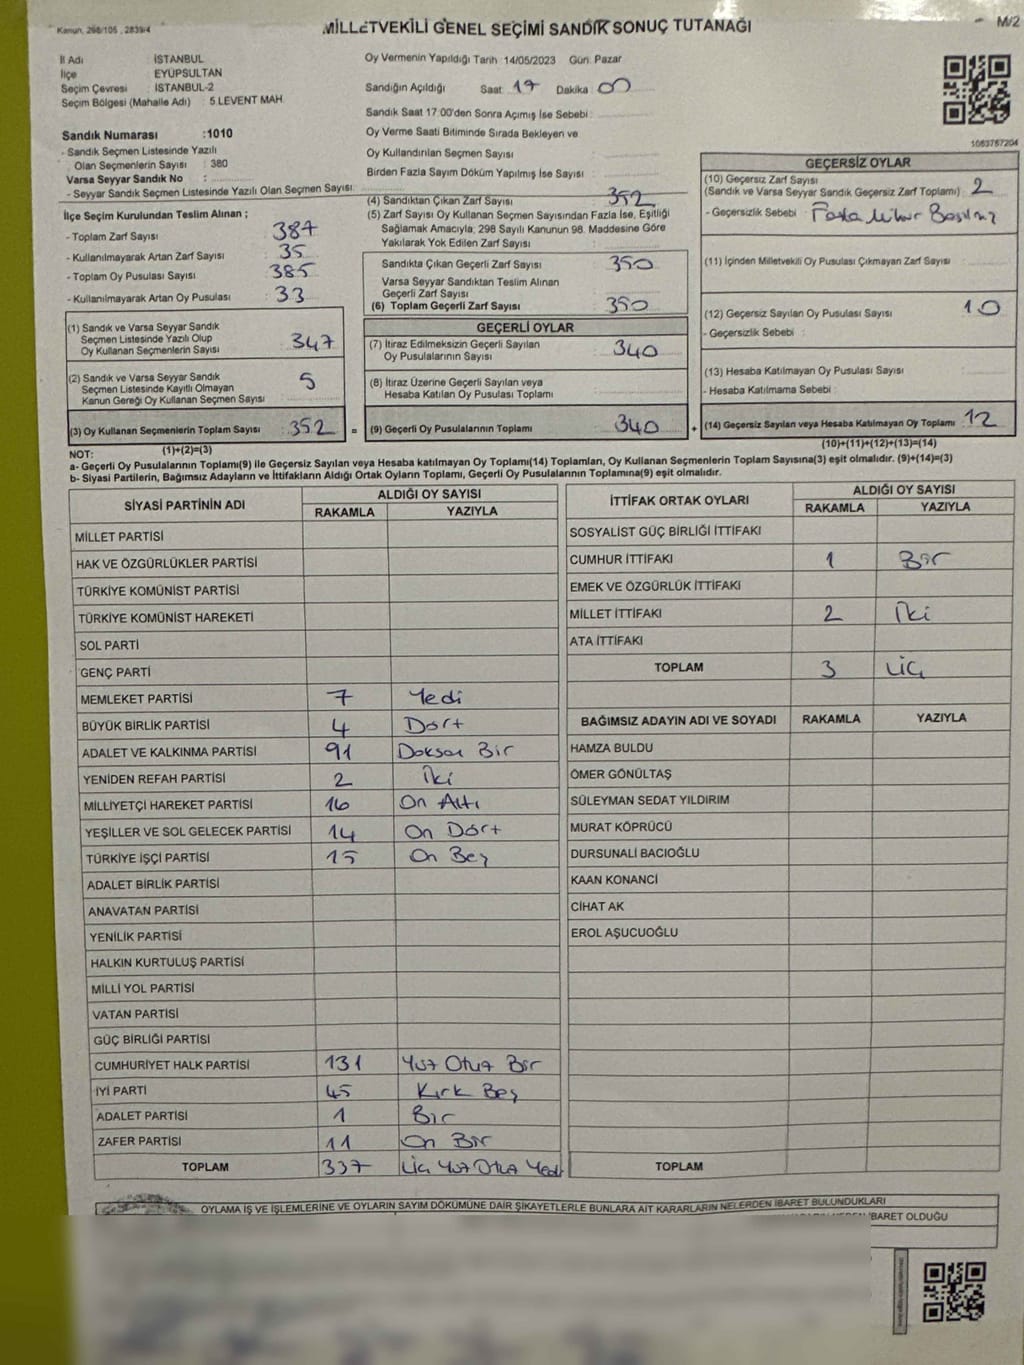 Kanun, 298/105 , 2839/4
MİLLETVEKİLİ GENEL SEÇİMİ SANDIK SONUÇ TUTANAĞI
M/2
İl Adı : İSTANBUL
İlçe : EYÜPSULTAN
Seçim Çevresi : İSTANBUL-2
Seçim Bölgesi (Mahalle Adı) : 5.LEVENT MAH.
Sandık Numarası :1010
- Sandık Seçmen Listesinde Yazılı
Olan Seçmenlerin Sayısı : 380
Varsa Seyyar Sandık No :
- Seyyar Sandık Seçmen Listesinde Yazılı Olan Seçmen Sayısı:
Oy Vermenin Yapıldığı Tarih 14/05/2023 Gün: Pazar
Sandığın Açıldığı Saat: 17 Dakika: 00
Sandık Saat 17:00'den Sonra Açımış İse Sebebi :
Oy Verme Saati Bitiminde Sırada Bekleyen ve
Oy Kullandırılan Seçmen Sayısı :
Birden Fazla Sayım Döküm Yapılmış İse Sayısı :
1083787204
İlçe Seçim Kurulundan Teslim Alınan ;
- Toplam Zarf Sayısı : 387
- Kullanılmayarak Artan Zarf Sayısı : 35
- Toplam Oy Pusulası Sayısı : 385
- Kullanılmayarak Artan Oy Pusulası : 33
(1) Sandık ve Varsa Seyyar Sandık
Seçmen Listesinde Yazılı Olup
Oy Kullanan Seçmenlerin Sayısı : 347
(2) Sandık ve Varsa Seyyar Sandık
Seçmen Listesinde Kayıtlı Olmayan
Kanun Gereği Oy Kullanan Seçmen Sayısı : 5
(3) Oy Kullanan Seçmenlerin Toplam Sayısı : 352 =
(1)+(2)=(3)
(4) Sandıktan Çıkan Zarf Sayısı : 352
(5) Zarf Sayısı Oy Kullanan Seçmen Sayısından Fazla İse, Eşitliği
Sağlamak Amacıyla; 298 Sayılı Kanunun 98. Maddesine Göre
Yakılarak Yok Edilen Zarf Sayısı :
Sandıkta Çıkan Geçerli Zarf Sayısı : 350
Varsa Seyyar Sandıktan Teslim Alınan
Geçerli Zarf Sayısı :
(6) Toplam Geçerli Zarf Sayısı : 350
GEÇERLİ OYLAR
(7) İtiraz Edilmeksizin Geçerli Sayılan
Oy Pusulalarının Sayısı : 340
(8) İtiraz Üzerine Geçerli Sayılan veya
Hesaba Katılan Oy Pusulası Toplamı :
(9) Geçerli Oy Pusulalarının Toplamı : 340 +
GEÇERSİZ OYLAR
(10) Geçersiz Zarf Sayısı
(Sandık ve Varsa Seyyar Sandık Geçersiz Zarf Toplamı) : 2
- Geçersizlik Sebebi : Fazla Mühür Basılmış
(11) İçinden Milletvekili Oy Pusulası Çıkmayan Zarf Sayısı :
(12) Geçersiz Sayılan Oy Pusulası Sayısı : 10
- Geçersizlik Sebebi :
(13) Hesaba Katılmayan Oy Pusulası Sayısı :
- Hesaba Katılmama Sebebi :
(14) Geçersiz Sayılan veya Hesaba Katılmayan Oy Toplamı : 12
(10)+(11)+(12)+(13)=(14)
NOT:
a- Geçerli Oy Pusulalarının Toplamı(9) ile Geçersiz Sayılan veya Hesaba katılmayan Oy Toplamı(14) Toplamları, Oy Kullanan Seçmenlerin Toplam Sayısına(3) eşit olmalıdır. (9)+(14)=(3)
b- Siyasi Partilerin, Bağımsız Adayların ve İttifakların Aldığı Ortak Oyların Toplamı, Geçerli Oy Pusulalarının Toplamına(9) eşit olmalıdır.
SİYASİ PARTİNİN ADI ALDIĞI OY SAYISI
RAKAMLA YAZIYLA
MİLLET PARTİSİ
HAK VE ÖZGÜRLÜKLER PARTİSİ
TÜRKİYE KOMÜNİST PARTİSİ
TÜRKİYE KOMÜNİST HAREKETİ
SOL PARTİ
GENÇ PARTİ
MEMLEKET PARTİSİ 7 Yedi
BÜYÜK BİRLİK PARTİSİ 4 Dört
ADALET VE KALKINMA PARTİSİ 91 Doksan Bir
YENİDEN REFAH PARTİSİ 2 İki
MİLLİYETÇİ HAREKET PARTİSİ 16 On Altı
YEŞİLLER VE SOL GELECEK PARTİSİ 14 On Dört
TÜRKİYE İŞÇİ PARTİSİ 15 On Beş
ADALET BİRLİK PARTİSİ
ANAVATAN PARTİSİ
YENİLİK PARTİSİ
HALKIN KURTULUŞ PARTİSİ
MİLLİ YOL PARTİSİ
VATAN PARTİSİ
GÜÇ BİRLİĞİ PARTİSİ
CUMHURİYET HALK PARTİSİ 131 Yüz Otuz Bir
İYİ PARTİ 45 Kırk Beş
ADALET PARTİSİ 1 Bir
ZAFER PARTİSİ 11 On Bir
TOPLAM 337 Üç Yüz Otuz Yedi
İTTİFAK ORTAK OYLARI ALDIĞI OY SAYISI
RAKAMLA YAZIYLA
SOSYALİST GÜÇ BİRLİĞİ İTTİFAKI
CUMHUR İTTİFAKI 1 Bir
EMEK VE ÖZGÜRLÜK İTTİFAKI
MİLLET İTTİFAKI 2 İki
ATA İTTİFAKI
TOPLAM 3 Üç
BAĞIMSIZ ADAYIN ADI VE SOYADI RAKAMLA YAZIYLA
HAMZA BULDU
ÖMER GÖNÜLTAŞ
SÜLEYMAN SEDAT YILDIRIM
MURAT KÖPRÜCÜ
DURSUNALİ BACIOĞLU
KAAN KONANCİ
CİHAT AK
EROL AŞUCUOĞLU
TOPLAM
OYLAMA İŞ VE İŞLEMLERİNE VE OYLARIN SAYIM DÖKÜMÜNE DAİR ŞİKAYETLERLE BUNLARA AİT KARARLARIN NELERDEN İBARET BULUNDUKLARI
İBARET OLDUĞU